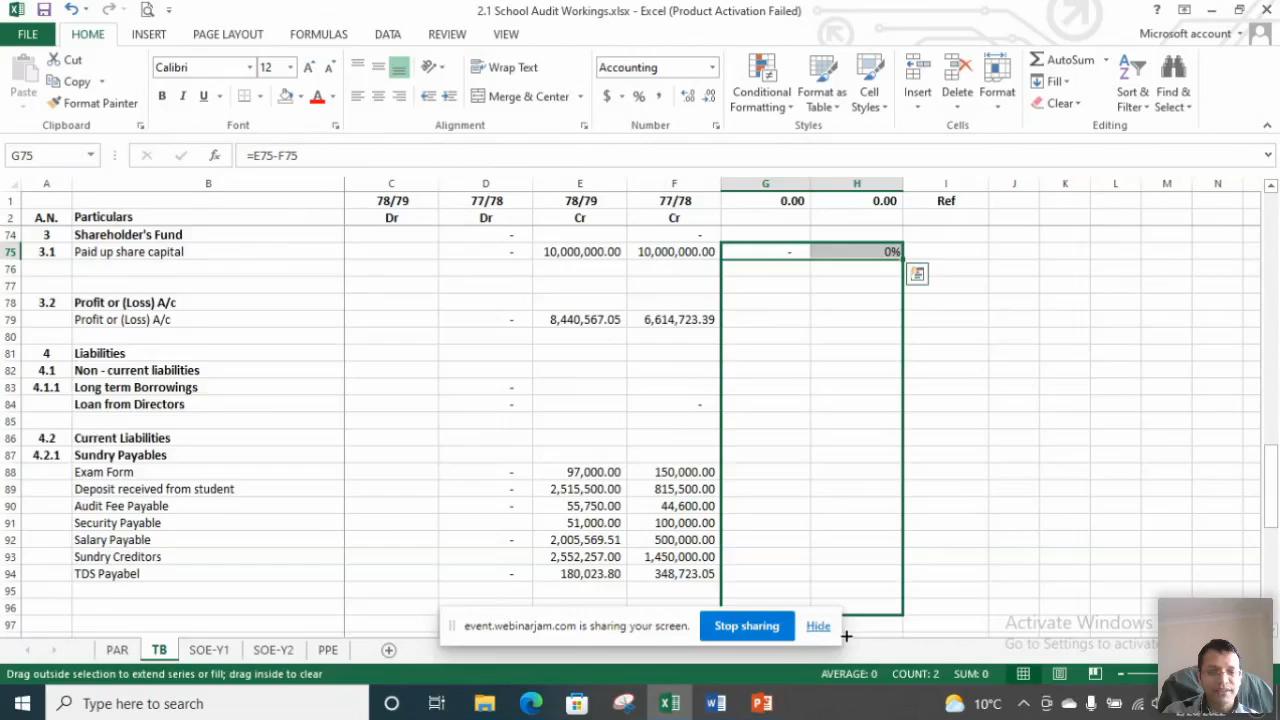 2.1 School Audit Workings.xlsx - Excel (Product Activation Failed)
FILE HOME INSERT PAGE LAYOUT FORMULAS DATA REVIEW VIEW Microsoft account
Paste Cut Copy Format Painter
Calibri 12 B I U
Wrap Text Merge & Center
Accounting $ %
Conditional Formatting Format as Table Cell Styles
Insert Delete Format
AutoSum Fill Clear Sort & Filter Find & Select
Clipboard Font Alignment Number Styles Cells Editing
G75 fx =E75-F75
A B C D E F G H I J K L M N
1 78/79 77/78 78/79 77/78 0.00 0.00 Ref
2 A.N. Particulars Dr Dr Cr Cr
74 3 Shareholder's Fund - -
75 3.1 Paid up share capital - 10,000,000.00 10,000,000.00 - 0%
76
77
78 3.2 Profit or (Loss) A/c
79 Profit or (Loss) A/c - 8,440,567.05 6,614,723.39
80
81 4 Liabilities
82 4.1 Non - current liabilities
83 4.1.1 Long term Borrowings -
84 Loan from Directors - -
85
86 4.2 Current Liabilities
87 4.2.1 Sundry Payables
88 Exam Form - 97,000.00 150,000.00
89 Deposit received from student - 2,515,500.00 815,500.00
90 Audit Fee Payable - 55,750.00 44,600.00
91 Security Payable 51,000.00 100,000.00
92 Salary Payable - 2,005,569.51 500,000.00
93 Sundry Creditors 2,552,257.00 1,450,000.00
94 TDS Payabel - 180,023.80 348,723.05
95
96
97
event.webinarjam.com is sharing your screen. Stop sharing Hide
Activate Windows
Go to Settings to activate
PAR TB SOE-Y1 SOE-Y2 PPE
Drag outside selection to extend series or fill; drag inside to clear AVERAGE: 0 COUNT: 2 SUM: 0
Type here to search 10°C